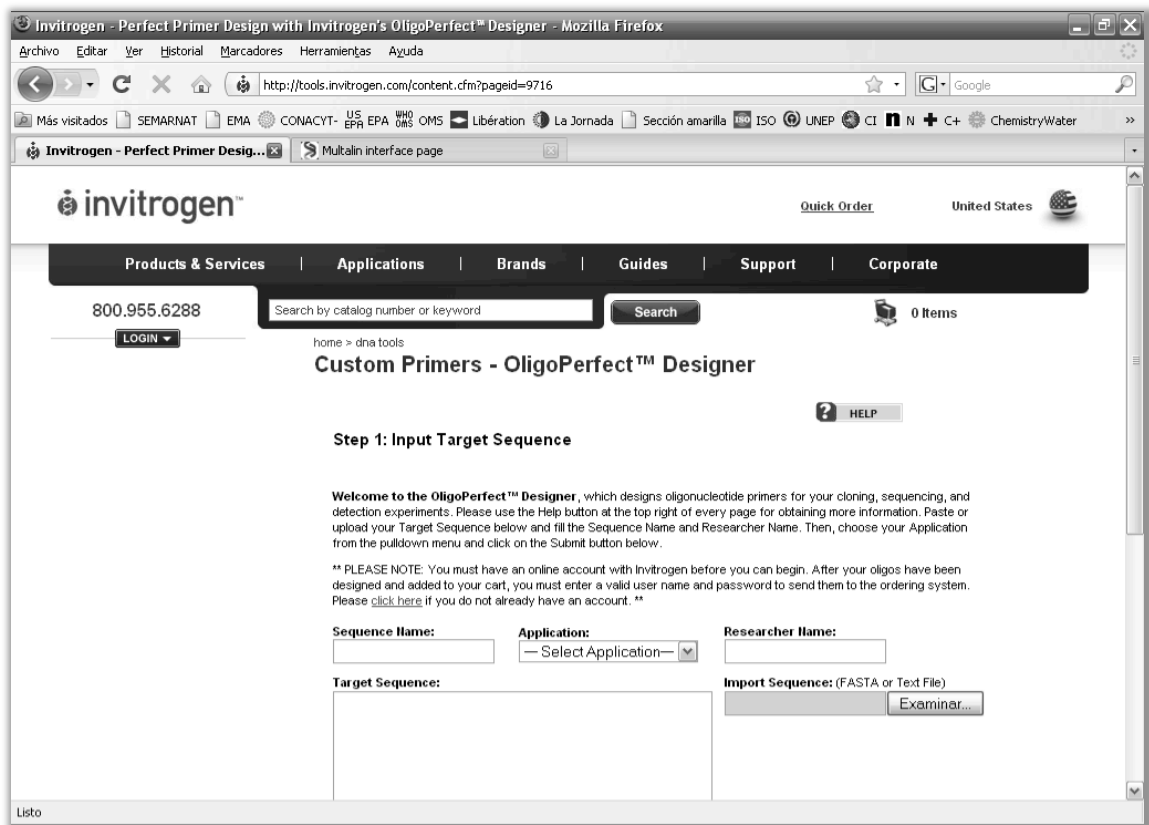 Invitrogen - Perfect Primer Design with Invitrogen's OligoPerfect™ Designer - Mozilla Firefox
Archivo Editar Ver Historial Marcadores Herramientas Ayuda
http://tools.invitrogen.com/content.cfm?pageid=9716
G Google
Más visitados SEMARNAT EMA CONACYT- US EPA EPA WHO OMS OMS Libération La Jornada Sección amarilla ISO ISO UNEP CI n N C+ ChemistryWater »
Invitrogen - Perfect Primer Desig... Multalin interface page
invitrogen™
Quick Order United States
Products & Services | Applications | Brands | Guides | Support | Corporate
800.955.6288 Search by catalog number or keyword Search 0 Items
LOGIN
home > dna tools
Custom Primers - OligoPerfect™ Designer
? HELP
Step 1: Input Target Sequence
Welcome to the OligoPerfect™ Designer, which designs oligonucleotide primers for your cloning, sequencing, and
detection experiments. Please use the Help button at the top right of every page for obtaining more information. Paste or
upload your Target Sequence below and fill the Sequence Name and Researcher Name. Then, choose your Application
from the pulldown menu and click on the Submit button below.
** PLEASE NOTE: You must have an online account with Invitrogen before you can begin. After your oligos have been
designed and added to your cart, you must enter a valid user name and password to send them to the ordering system.
Please click here if you do not already have an account. **
Sequence Name: Application: Researcher Name:
— Select Application—
Target Sequence: Import Sequence: (FASTA or Text File)
Examinar...
Listo